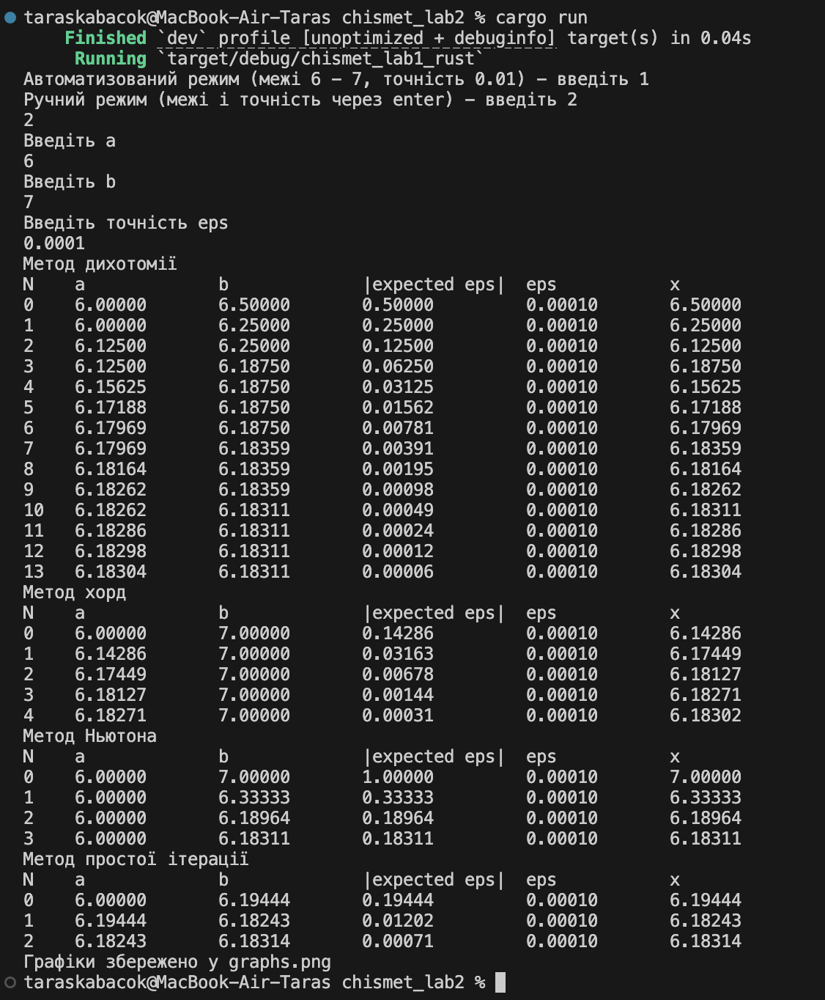 taraskabacok@MacBook-Air-Taras chismet_lab2 % cargo run
Finished `dev` profile [unoptimized + debuginfo] target(s) in 0.04s
Running `target/debug/chismet_lab1_rust`
Автоматизований режим (межі 6 – 7, точність 0.01) – введіть 1
Ручний режим (межі і точність через enter) – введіть 2
2
Введіть a
6
Введіть b
7
Введіть точність eps
0.0001
Метод дихотомії
N a b |expected eps| eps x
0 6.00000 6.50000 0.50000 0.00010 6.50000
1 6.00000 6.25000 0.25000 0.00010 6.25000
2 6.12500 6.25000 0.12500 0.00010 6.12500
3 6.12500 6.18750 0.06250 0.00010 6.18750
4 6.15625 6.18750 0.03125 0.00010 6.15625
5 6.17188 6.18750 0.01562 0.00010 6.17188
6 6.17969 6.18750 0.00781 0.00010 6.17969
7 6.17969 6.18359 0.00391 0.00010 6.18359
8 6.18164 6.18359 0.00195 0.00010 6.18164
9 6.18262 6.18359 0.00098 0.00010 6.18262
10 6.18262 6.18311 0.00049 0.00010 6.18311
11 6.18286 6.18311 0.00024 0.00010 6.18286
12 6.18298 6.18311 0.00012 0.00010 6.18298
13 6.18304 6.18311 0.00006 0.00010 6.18304
Метод хорд
N a b |expected eps| eps x
0 6.00000 7.00000 0.14286 0.00010 6.14286
1 6.14286 7.00000 0.03163 0.00010 6.17449
2 6.17449 7.00000 0.00678 0.00010 6.18127
3 6.18127 7.00000 0.00144 0.00010 6.18271
4 6.18271 7.00000 0.00031 0.00010 6.18302
Метод Ньютона
N a b |expected eps| eps x
0 6.00000 7.00000 1.00000 0.00010 7.00000
1 6.00000 6.33333 0.33333 0.00010 6.33333
2 6.00000 6.18964 0.18964 0.00010 6.18964
3 6.00000 6.18311 0.18311 0.00010 6.18311
Метод простої ітерації
N a b |expected eps| eps x
0 6.00000 6.19444 0.19444 0.00010 6.19444
1 6.19444 6.18243 0.01202 0.00010 6.18243
2 6.18243 6.18314 0.00071 0.00010 6.18314
Графіки збережено у graphs.png
taraskabacok@MacBook-Air-Taras chismet_lab2 %